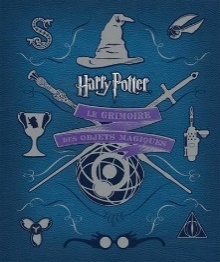 Harry Potter
LE GRIMOIRE
DES OBJETS MAGIQUES